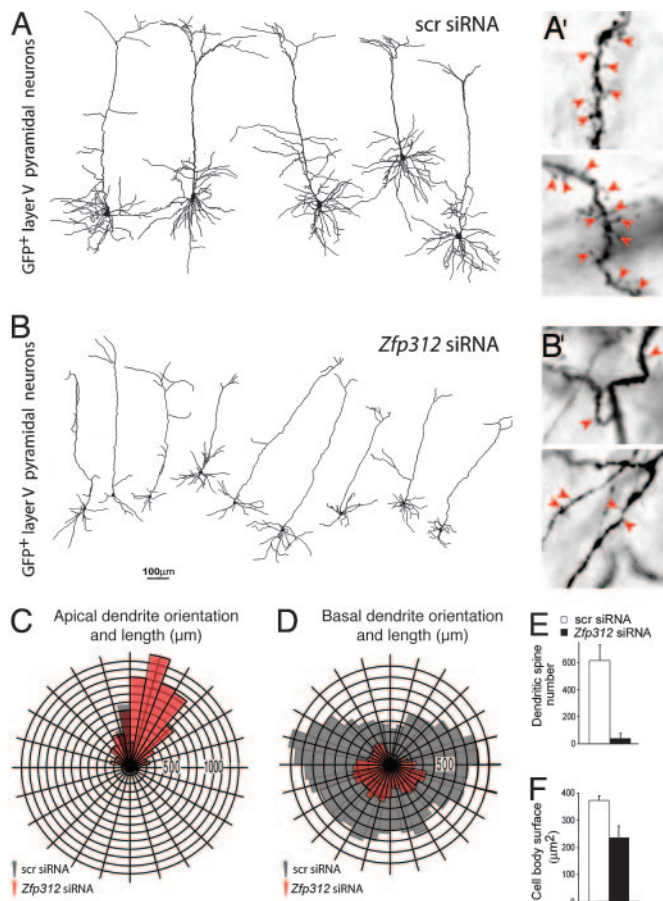 A
scr siRNA
A'
GFP+ layer V pyramidal neurons
B
Zfp312 siRNA
B'
GFP+ layer V pyramidal neurons
100µm
C
Apical dendrite orientation
and length (µm)
500
1000
scr siRNA
Zfp312 siRNA
D
Basal dendrite orientation
and length (µm)
500
scr siRNA
Zfp312 siRNA
E
scr siRNA
Zfp312 siRNA
Dendritic spine
number
600
400
200
0
F
Cell body surface
(µm2)
400
300
200
100
0